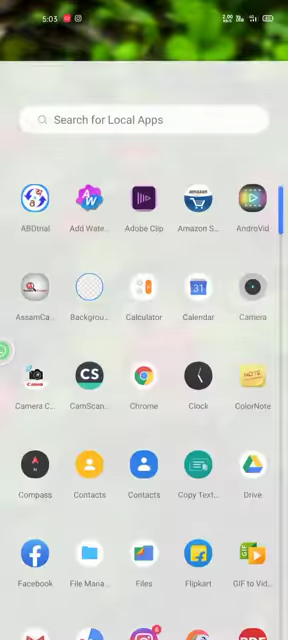 5:03
Search for Local Apps
ABDtrial Add Wate... Adobe Clip Amazon S... AndroVid
AssamCa... Backgrou... Calculator Calendar Camera
Camera C... CamScan... Chrome Clock ColorNote
Compass Contacts Contacts Copy Text... Drive
Facebook File Mana... Files Flipkart GIF to Vid...